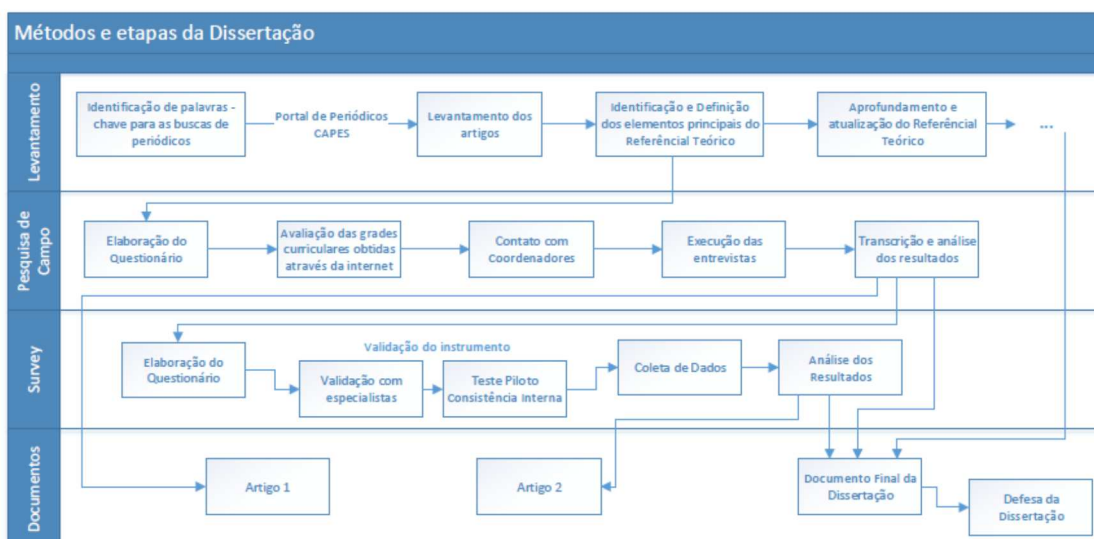 Métodos e etapas da Dissertação
Levantamento
Identificação de palavras -
chave para as buscas de
periódicos
Portal de Periódicos
CAPES
Levantamento dos
artigos
Identificação e Definição
dos elementos principais do
Referêncial Teórico
Aprofundamento e
atualização do Referêncial
Teórico
...
Pesquisa de
Campo
Elaboração do
Questionário
Avaliação das grades
curriculares obtidas
através da internet
Contato com
Coordenadores
Execução das
entrevistas
Transcrição e análise
dos resultados
Survey
Elaboração do
Questionário
Validação do instrumento
Validação com
especialistas
Teste Piloto
Consistência Interna
Coleta de Dados
Análise dos
Resultados
Documentos
Artigo 1
Artigo 2
Documento Final da
Dissertação
Defesa da
Dissertação